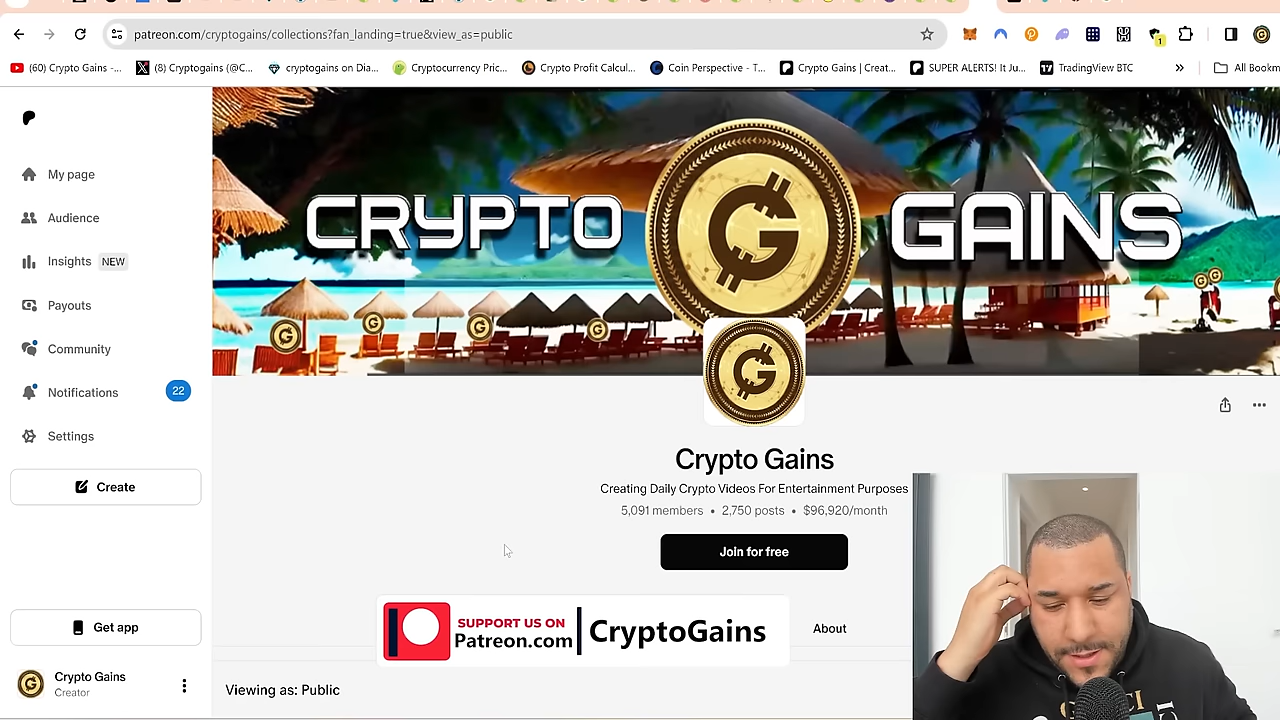 patreon.com/cryptogains/collections?fan_landing=true&view_as=public
1
(60) Crypto Gains -...
(8) Cryptogains (@C...
cryptogains on Dia...
Cryptocurrency Pric...
Crypto Profit Calcul...
Coin Perspective - T...
Crypto Gains | Creat...
SUPER ALERTS! It Ju...
TradingView BTC
All Bookm
CRYPTO
GAINS
My page
Audience
Insights NEW
Payouts
Community
Notifications 22
Settings
Create
Crypto Gains
Creating Daily Crypto Videos For Entertainment Purposes
5,091 members • 2,750 posts • $96,920/month
Join for free
SUPPORT US ON
Patreon.com
CryptoGains
About
Get app
Crypto Gains
Creator
Viewing as: Public